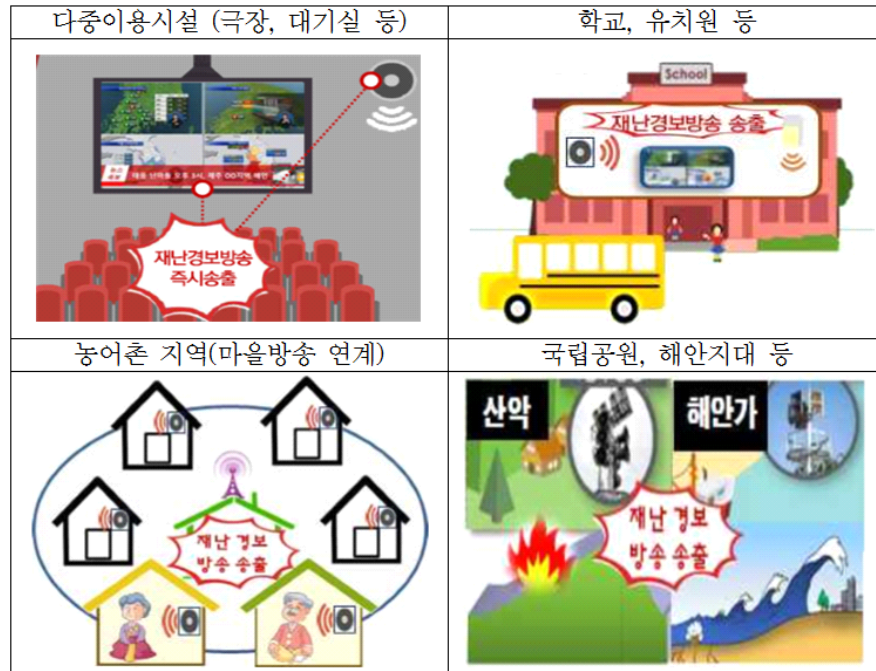 다중이용시설 (극장, 대기실 등)
재난경보방송
즉시송출
학교, 유치원 등
School
재난경보방송 송출
농어촌 지역(마을방송 연계)
재난 경보
방송 송출
국립공원, 해안지대 등
산악
해안가
재난 경보
방송 송출